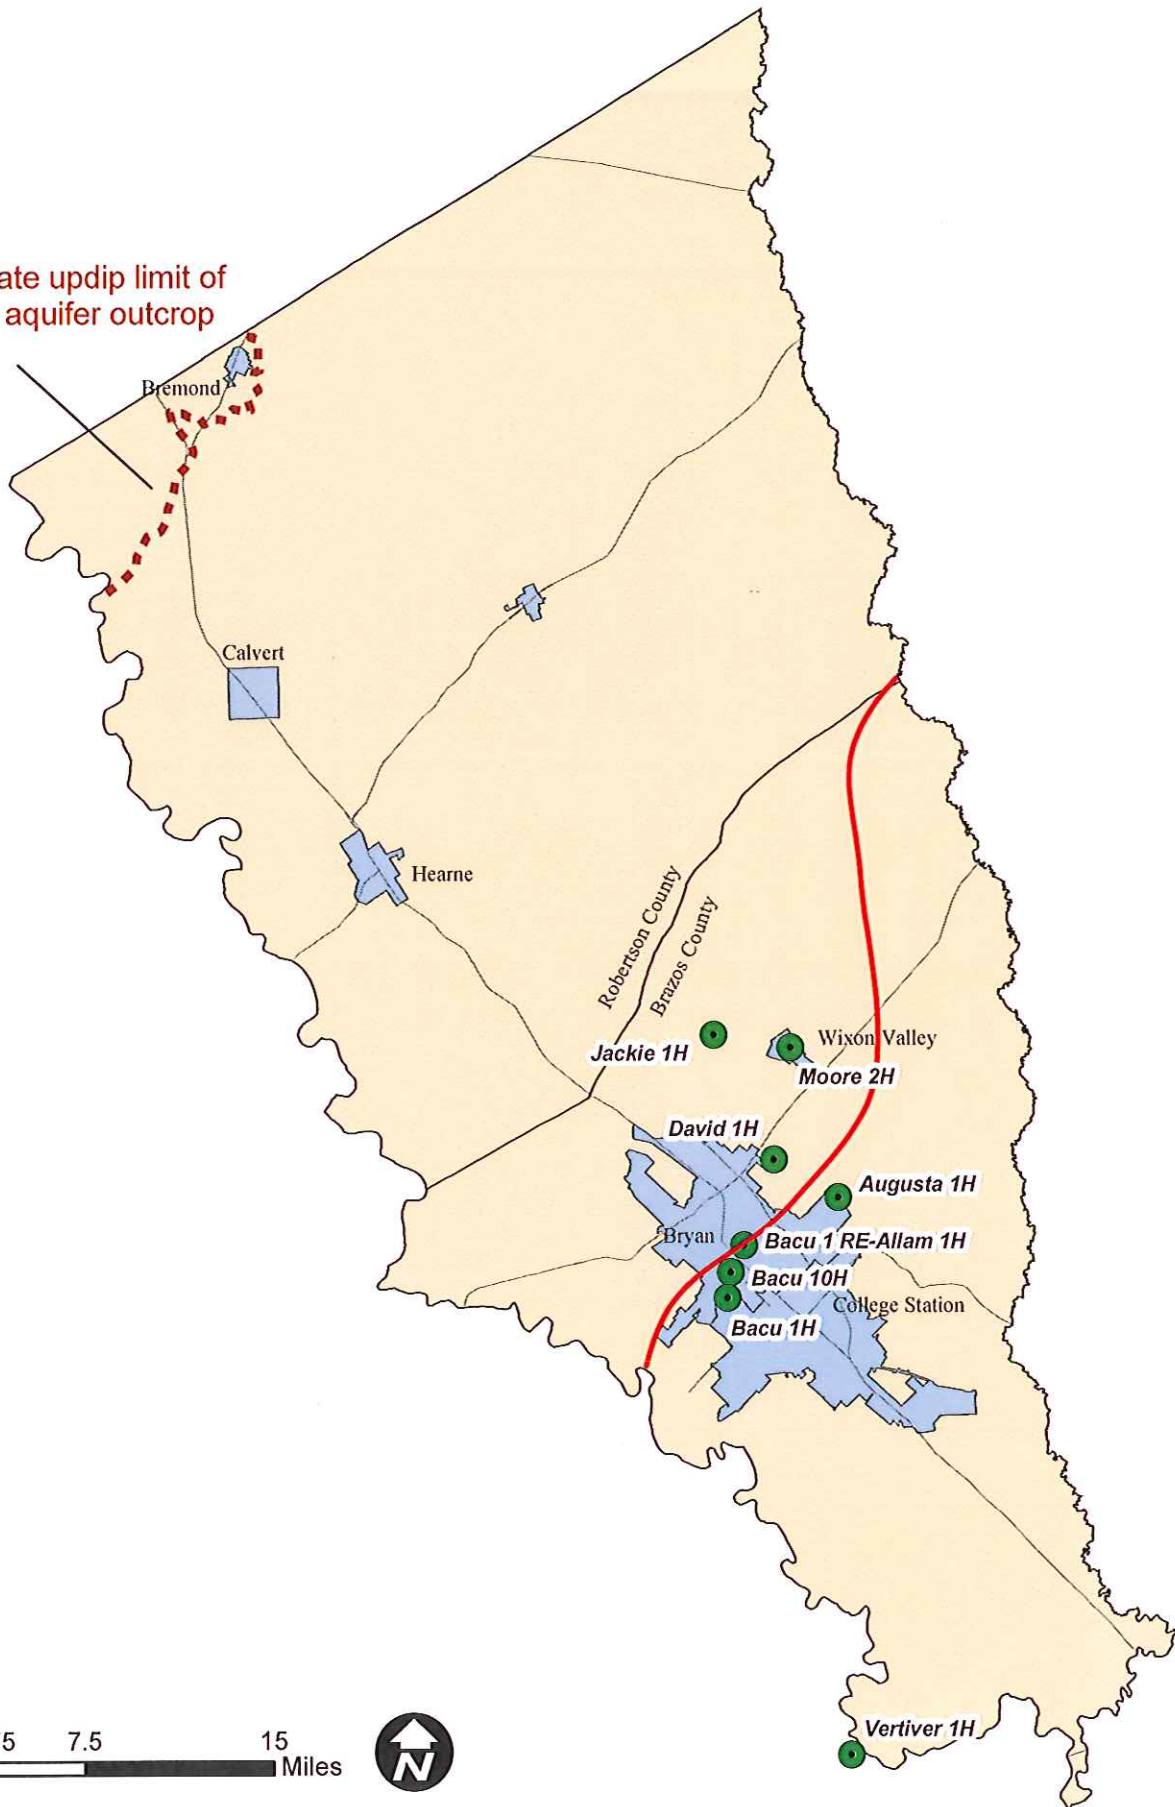 ate updip limit of
aquifer outcrop
Bremond
Calvert
Hearne
Robertson County
Brazos County
Jackie 1H
Wixon Valley
Moore 2H
David 1H
Augusta 1H
Bryan
Bacu 1 RE-Allam 1H
Bacu 10H
College Station
Bacu 1H
Vertiver 1H
75 7.5 15
Miles
N